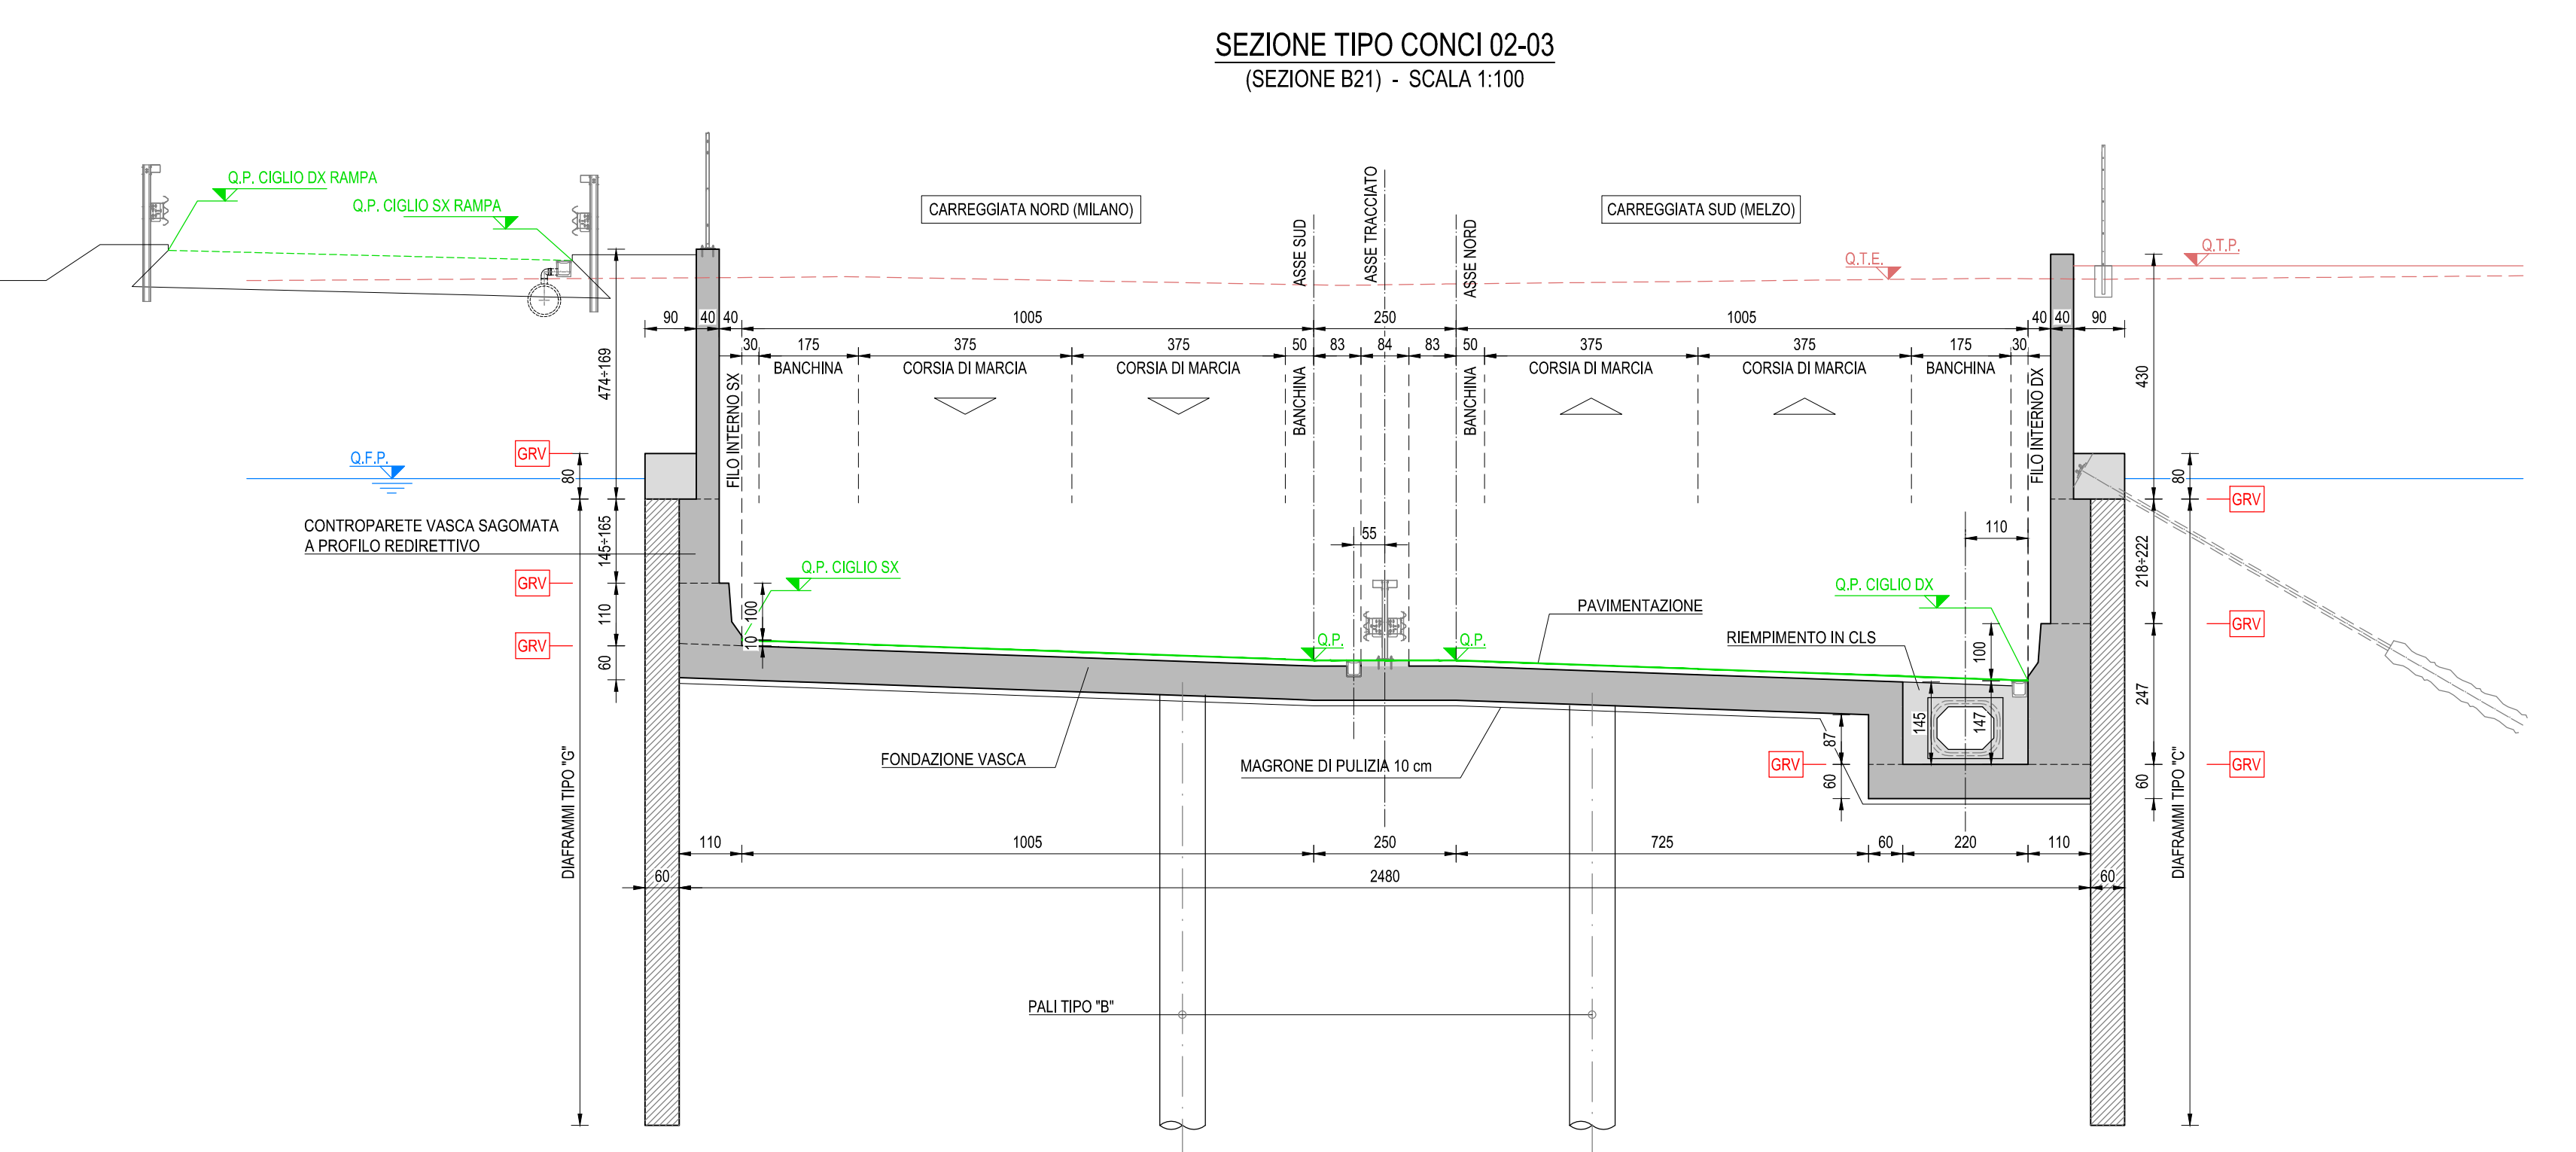 SEZIONE TIPO CONCI 02-03
(SEZIONE B21) - SCALA 1:100
Q.P. CIGLIO DX RAMPA
Q.P. CIGLIO SX RAMPA
CARREGGIATA NORD (MILANO)
ASSE SUD
ASSE TRACCIATO
ASSE NORD
CARREGGIATA SUD (MELZO)
Q.T.E.
Q.T.P.
90
40
40
1005
250
1005
40
40
90
30
175
375
375
50
83
84
83
50
375
375
175
30
BANCHINA
CORSIA DI MARCIA
CORSIA DI MARCIA
BANCHINA
BANCHINA
CORSIA DI MARCIA
CORSIA DI MARCIA
BANCHINA
474÷169
FILO INTERNO SX
FILO INTERNO DX
430
Q.F.P.
GRV
80
80
GRV
CONTROPARETE VASCA SAGOMATA
A PROFILO REDIRETTIVO
145÷165
55
110
218÷222
GRV
Q.P. CIGLIO SX
Q.P. CIGLIO DX
110
100
10
PAVIMENTAZIONE
GRV
GRV
Q.P.
Q.P.
RIEMPIMENTO IN CLS
60
100
247
145
147
87
FONDAZIONE VASCA
MAGRONE DI PULIZIA 10 cm
GRV
GRV
60
60
DIAFRAMMI TIPO "G"
DIAFRAMMI TIPO "C"
110
1005
250
725
60
220
110
60
2480
60
PALI TIPO "B"